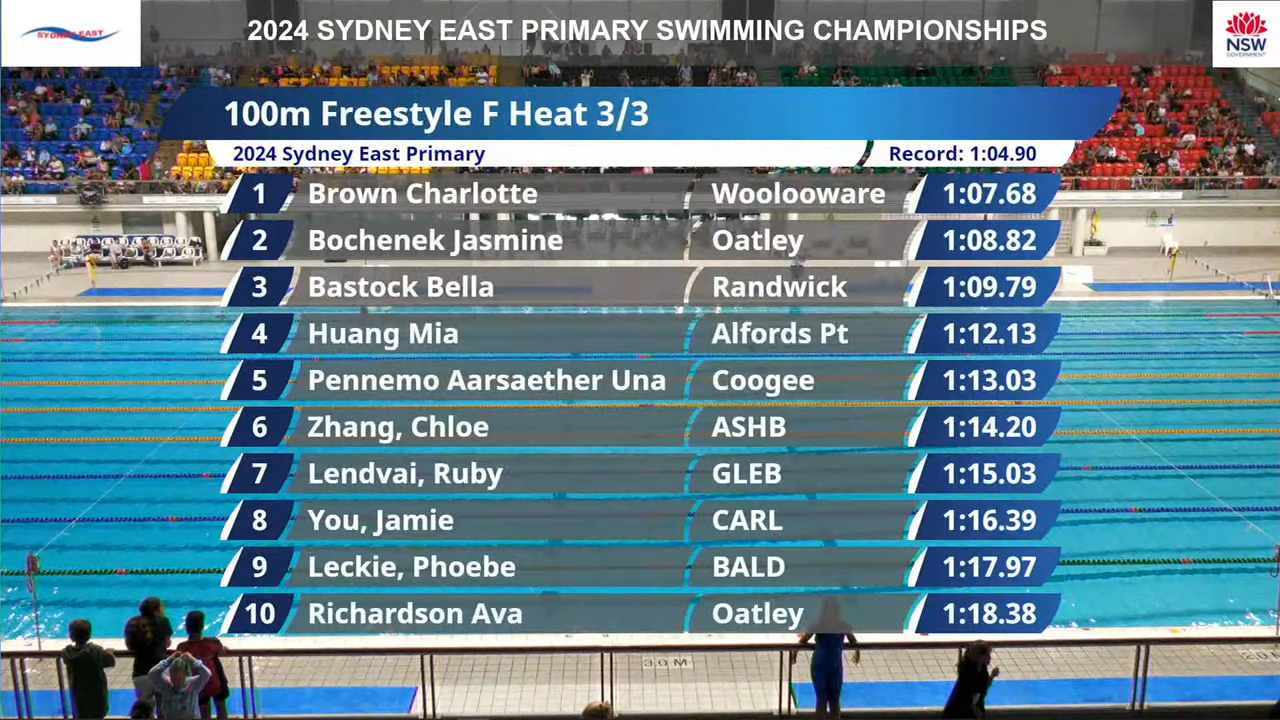 SYDNEY EAST
2024 SYDNEY EAST PRIMARY SWIMMING CHAMPIONSHIPS
NSW
GOVERNMENT
100m Freestyle F Heat 3/3
2024 Sydney East Primary Record: 1:04.90
1 Brown Charlotte Woolooware 1:07.68
2 Bochenek Jasmine Oatley 1:08.82
3 Bastock Bella Randwick 1:09.79
4 Huang Mia Alfords Pt 1:12.13
5 Pennemo Aarsaether Una Coogee 1:13.03
6 Zhang, Chloe ASHB 1:14.20
7 Lendvai, Ruby GLEB 1:15.03
8 You, Jamie CARL 1:16.39
9 Leckie, Phoebe BALD 1:17.97
10 Richardson Ava Oatley 1:18.38
30M